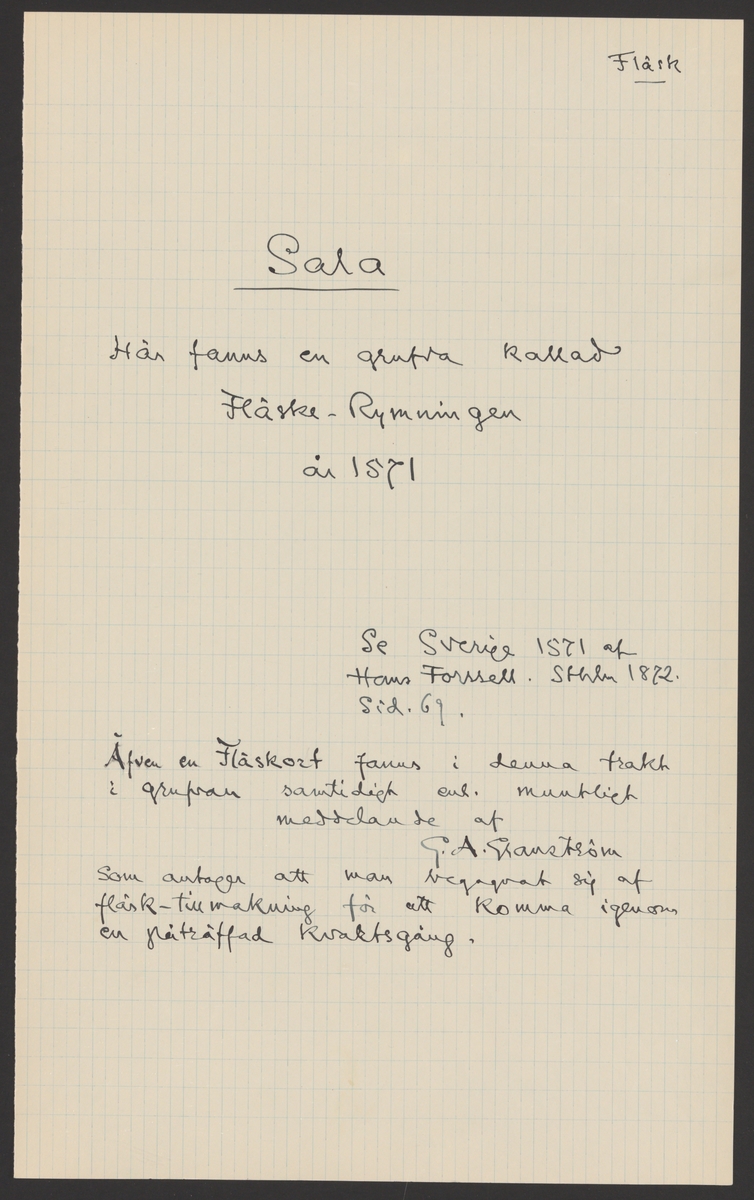 Fläsk
Sala
Här fanns en grufva kallad
Fläske-Rymningen
år 1571
Se Sverige 1571 af
Hans Forssell. Sthlm 1872.
Sid. 69.
Äfven en Fläskort fanns i denna trakt
i grufvan samtidigt enl. muntligt
meddelande af
G. A. Granström
som antager att man begagnat sig af
fläsk-tillmakning för att komma igenom
en påträffad kvartsgång.